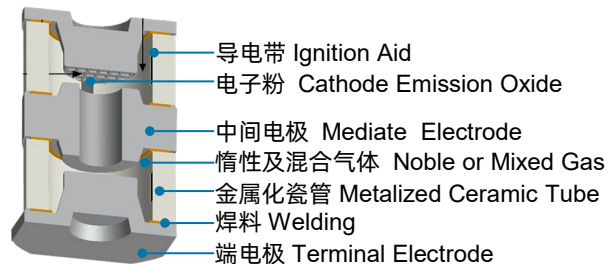 导电带 Ignition Aid
电子粉 Cathode Emission Oxide
中间电极 Mediate Electrode
惰性及混合气体 Noble or Mixed Gas
金属化瓷管 Metalized Ceramic Tube
焊料 Welding
端电极 Terminal Electrode